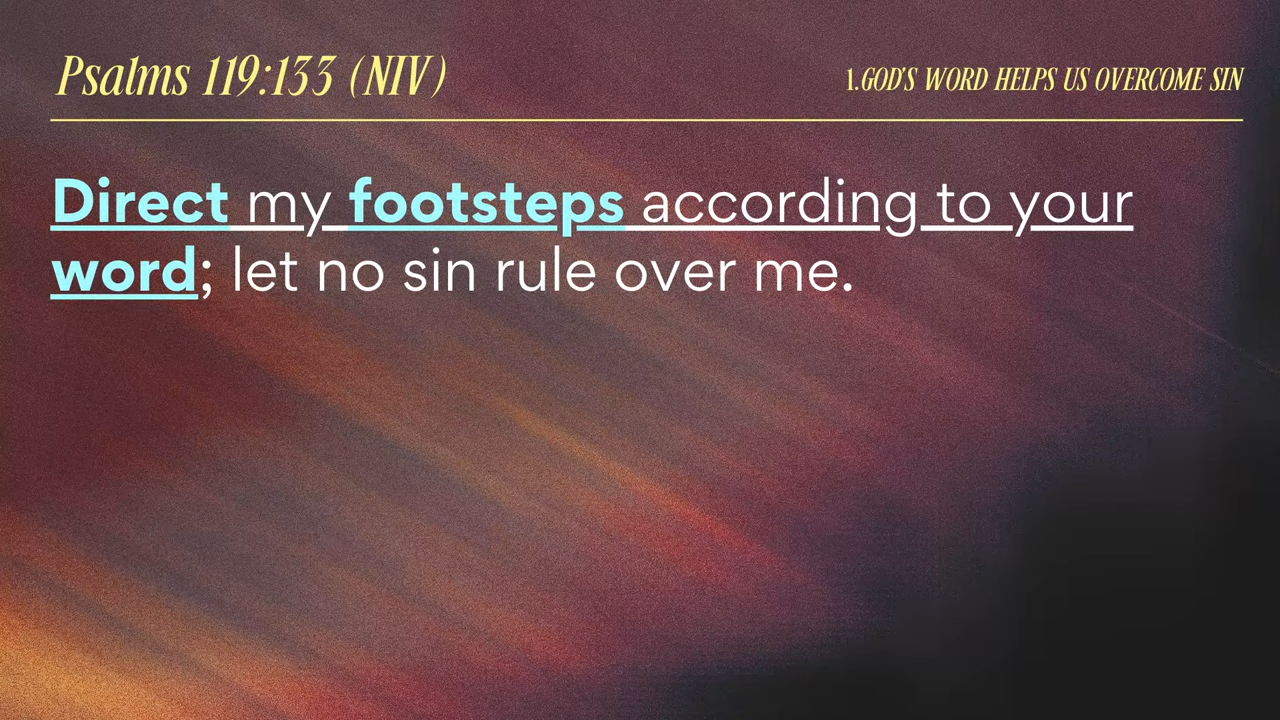 Psalms 119:133 (NIV)
1.GOD'S WORD HELPS US OVERCOME SIN
Direct my footsteps according to your
word; let no sin rule over me.